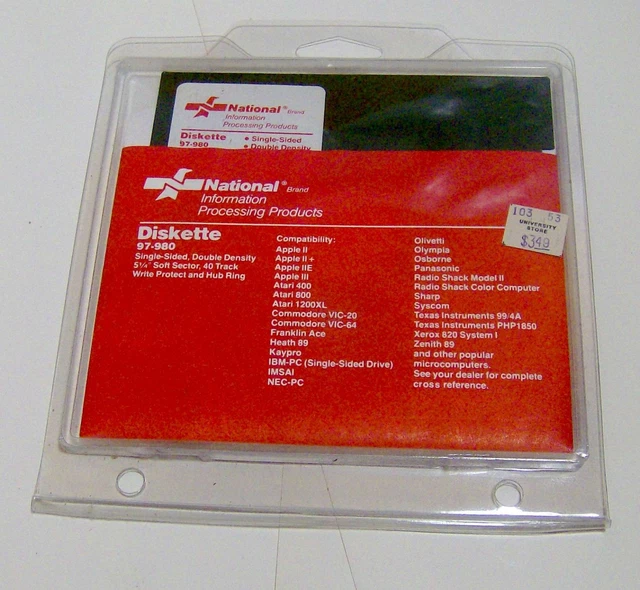 National® Brand
Information
Processing Products
Diskette
97-980
• Single-Sided
• Double Density
National® Brand
Information
Processing Products
Diskette
97-980
Single-Sided, Double Density
5¼" Soft Sector, 40 Track
Write Protect and Hub Ring
Compatibility:
Apple II
Apple II +
Apple IIE
Apple III
Atari 400
Atari 800
Atari 1200XL
Commodore VIC-20
Commodore VIC-64
Franklin Ace
Heath 89
Kaypro
IBM-PC (Single-Sided Drive)
IMSAI
NEC-PC
Olivetti
Olympia
Osborne
Panasonic
Radio Shack Model II
Radio Shack Color Computer
Sharp
Syscom
Texas Instruments 99/4A
Texas Instruments PHP1850
Xerox 820 System I
Zenith 89
and other popular
microcomputers.
See your dealer for complete
cross reference.
103 53
UNIVERSITY
STORE
$3.49